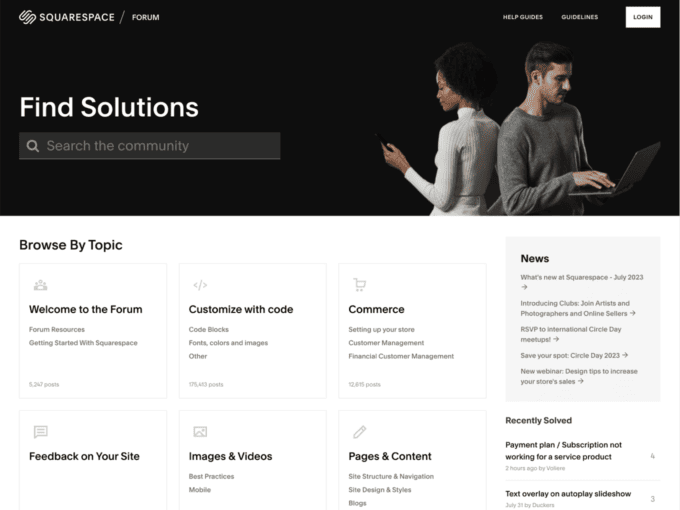 SQUARESPACE / FORUM
HELP GUIDES
GUIDELINES
LOGIN
Find Solutions
Search the community
Browse By Topic
Welcome to the Forum
Forum Resources
Getting Started With Squarespace
5,247 posts
Customize with code
Code Blocks
Fonts, colors and images
Other
175,413 posts
Commerce
Setting up your store
Customer Management
Financial Customer Management
12,815 posts
Feedback on Your Site
Images & Videos
Best Practices
Mobile
Pages & Content
Site Structure & Navigation
Site Design & Styles
Blogs
News
What's new at Squarespace - July 2023
→
Introducing Clubs: Join Artists and
Photographers and Online Sellers →
RSVP to international Circle Day
meetups! →
Save your spot: Circle Day 2023 →
New webinar: Design tips to increase
your store's sales →
Recently Solved
Payment plan / Subscription not
working for a service product
4
2 hours ago by Voltera
Text overlay on autoplay slideshow
3
July 31 by Duckers